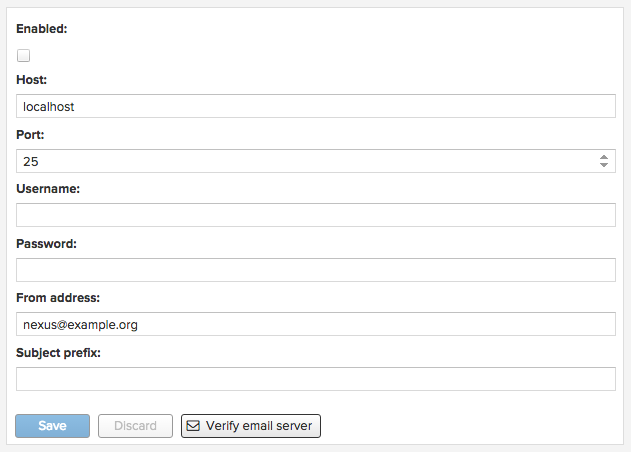 Enabled:
Host:
localhost
Port:
25
Username:
Password:
From address:
nexus@example.org
Subject prefix:
Save Discard Verify email server